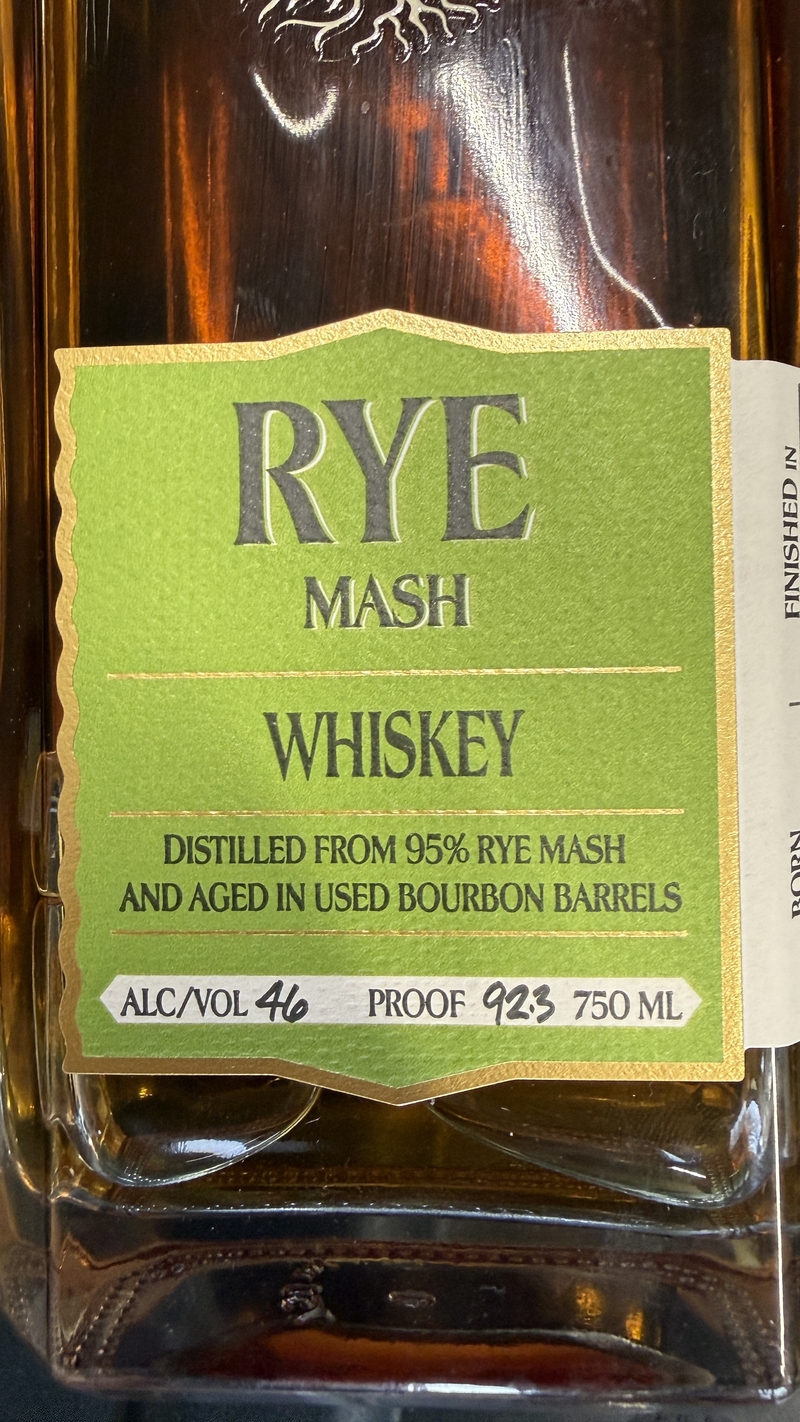 RYE
MASH
WHISKEY
DISTILLED FROM 95% RYE MASH
AND AGED IN USED BOURBON BARRELS
ALC/VOL 46 PROOF 92.3 750 ML
FINISHED IN
BORN